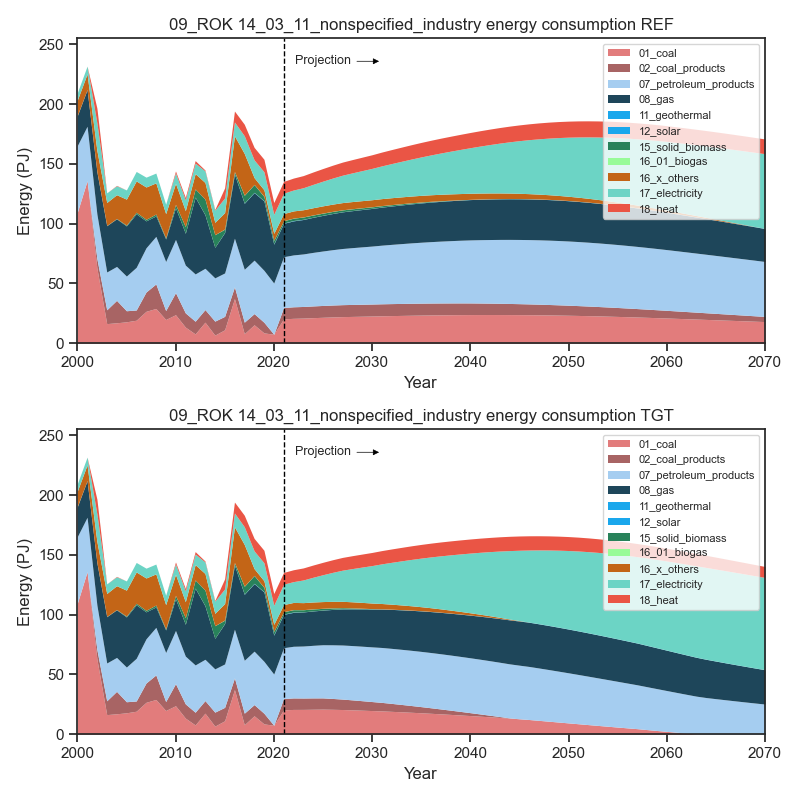 09_ROK 14_03_11_nonspecified_industry energy consumption REF
250
200
150
100
50
0
Energy (PJ)
Projection
01_coal
02_coal_products
07_petroleum_products
08_gas
11_geothermal
12_solar
15_solid_biomass
16_01_biogas
16_x_others
17_electricity
18_heat
2000 2010 2020 2030 2040 2050 2060 2070
Year
09_ROK 14_03_11_nonspecified_industry energy consumption TGT
250
200
150
100
50
0
Energy (PJ)
Projection
01_coal
02_coal_products
07_petroleum_products
08_gas
11_geothermal
12_solar
15_solid_biomass
16_01_biogas
16_x_others
17_electricity
18_heat
2000 2010 2020 2030 2040 2050 2060 2070
Year